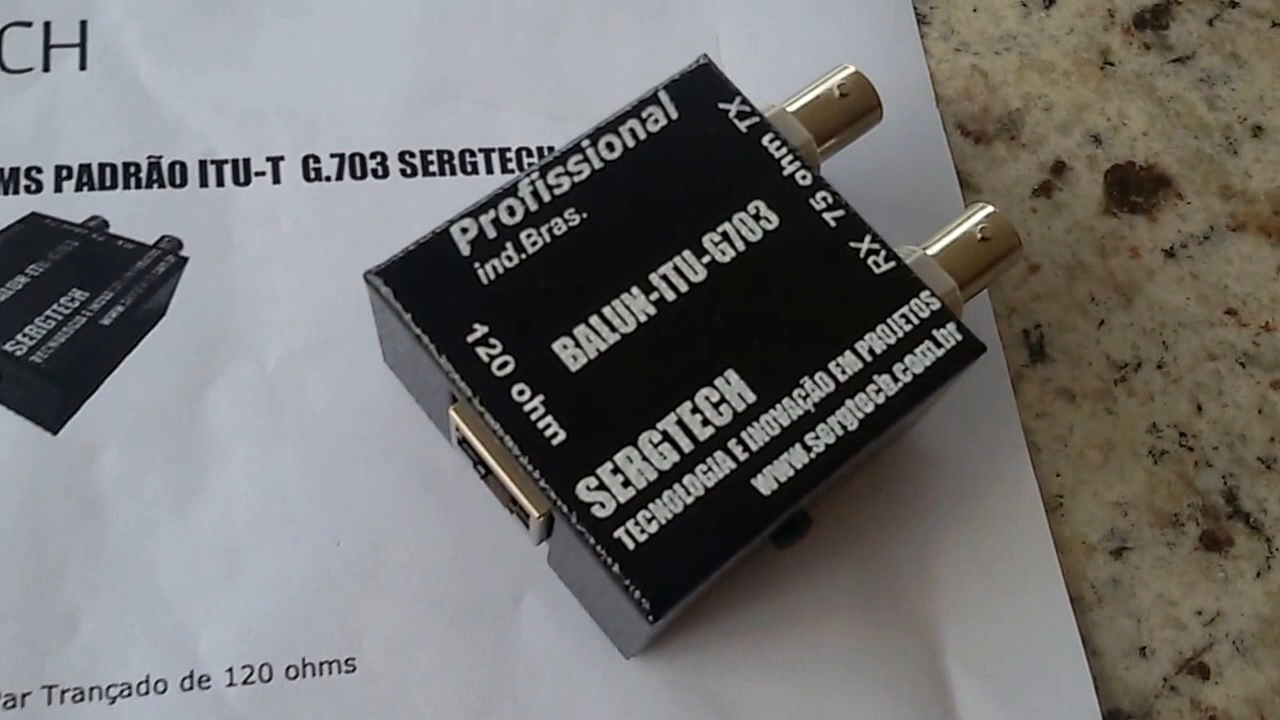 CH
MS PADRÃO ITU-T G.703 SERGTECH
SERGTECH
Profissional
ind.Bras.
TX
75 ohm
RX
BALUN-ITU-G703
120 ohm
SERGTECH
TECNOLOGIA E INOVAÇÃO EM PROJETOS
www.sergtech.com.br
ar Trançado de 120 ohms